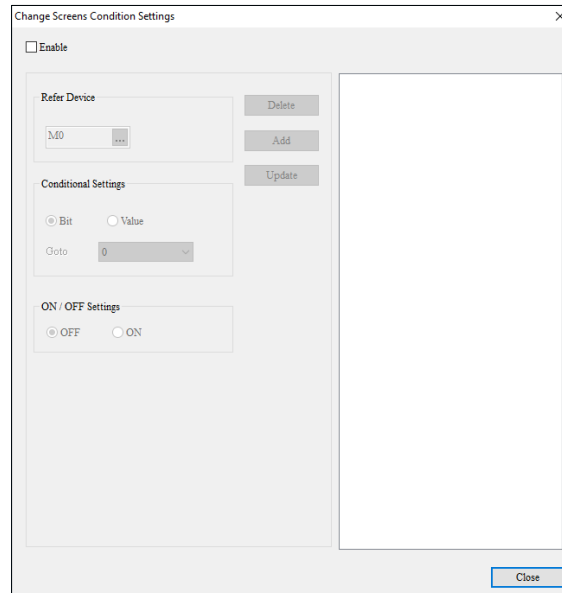 Change Screens Condition Settings
Enable
Refer Device
M0
...
Delete
Add
Update
Conditional Settings
Bit Value
Goto 0
ON / OFF Settings
OFF ON
Close